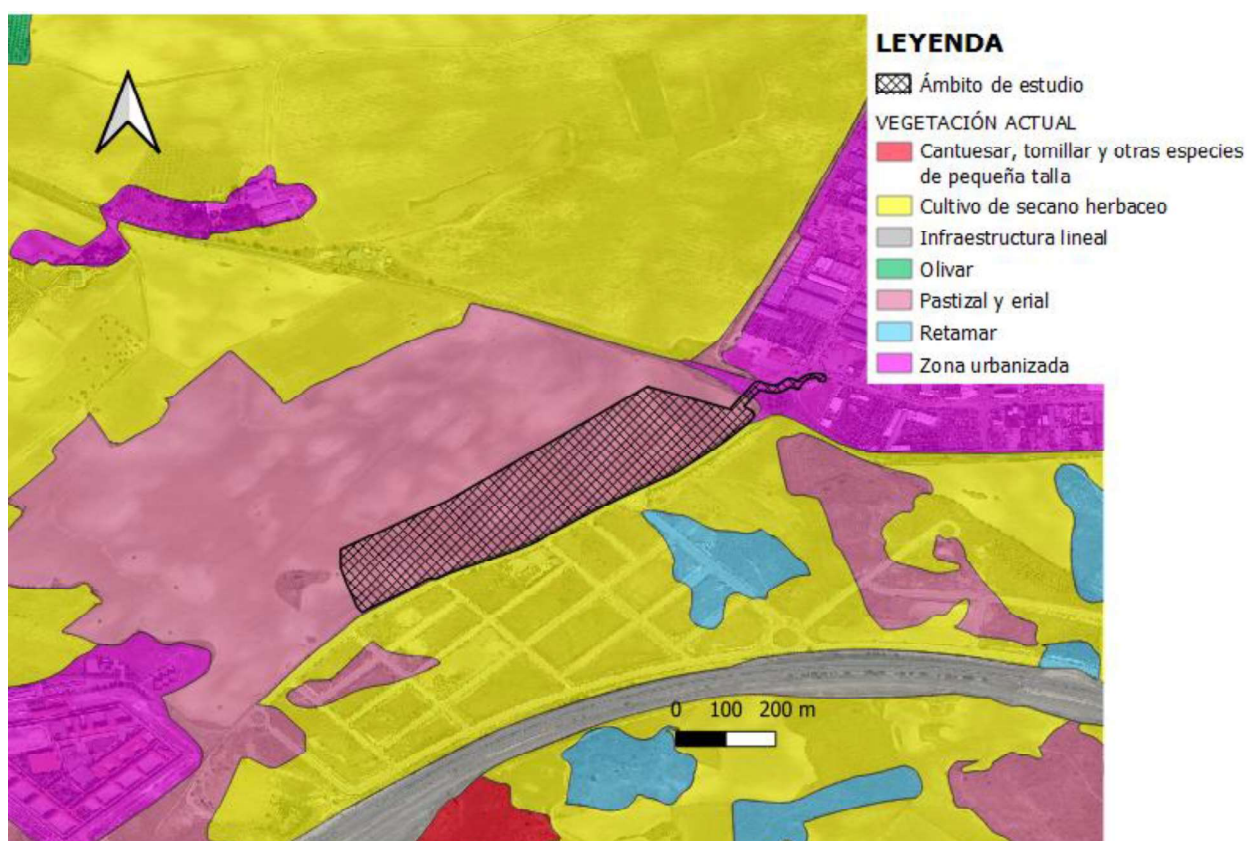 LEYENDA
Ámbito de estudio
VEGETACIÓN ACTUAL
Cantuesar, tomillar y otras especies
de pequeña talla
Cultivo de secano herbaceo
Infraestructura lineal
Olivar
Pastizal y erial
Retamar
Zona urbanizada
0 100 200 m